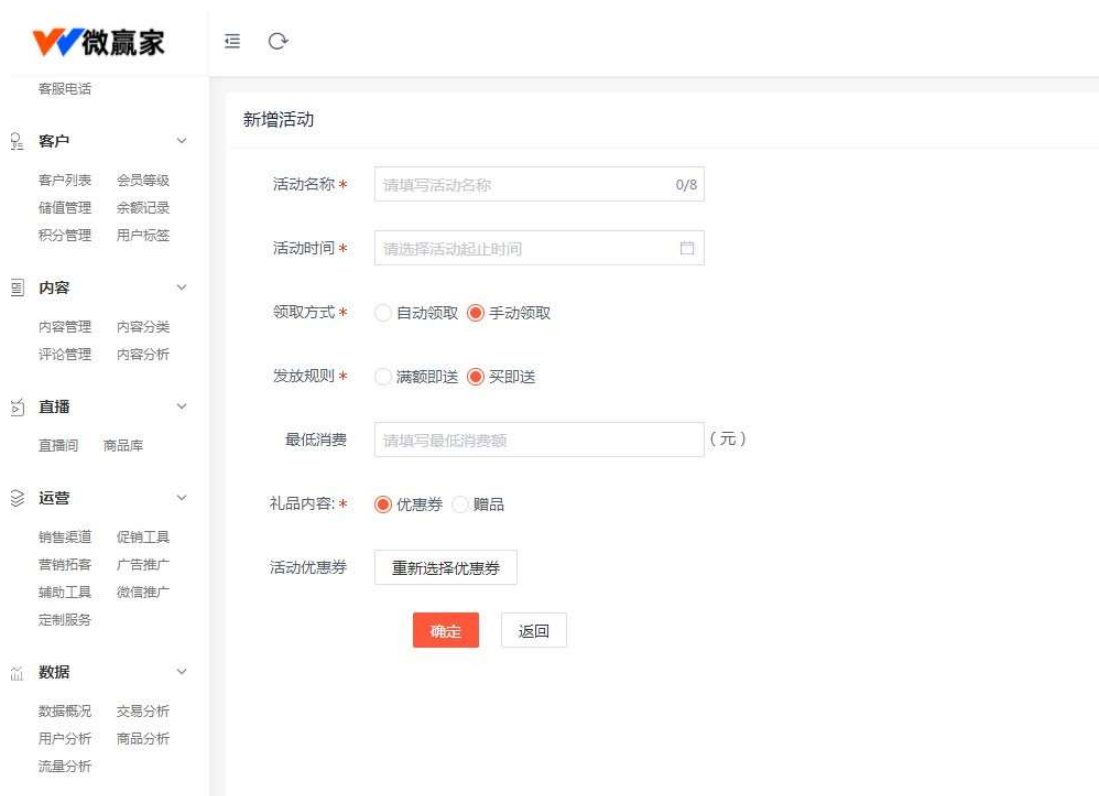 微赢家
客服电话
客户
客户列表 会员等级
储值管理 余额记录
积分管理 用户标签
内容
内容管理 内容分类
评论管理 内容分析
直播
直播间 商品库
运营
销售渠道 促销工具
营销拓客 广告推广
辅助工具 微信推广
定制服务
数据
数据概况 交易分析
用户分析 商品分析
流量分析
新增活动
活动名称* 请填写活动名称 0/8
活动时间* 请选择活动起止时间
领取方式* 自动领取 手动领取
发放规则* 满额即送 买即送
最低消费 请填写最低消费额 (元)
礼品内容:* 优惠券 赠品
活动优惠券 重新选择优惠券
确定 返回